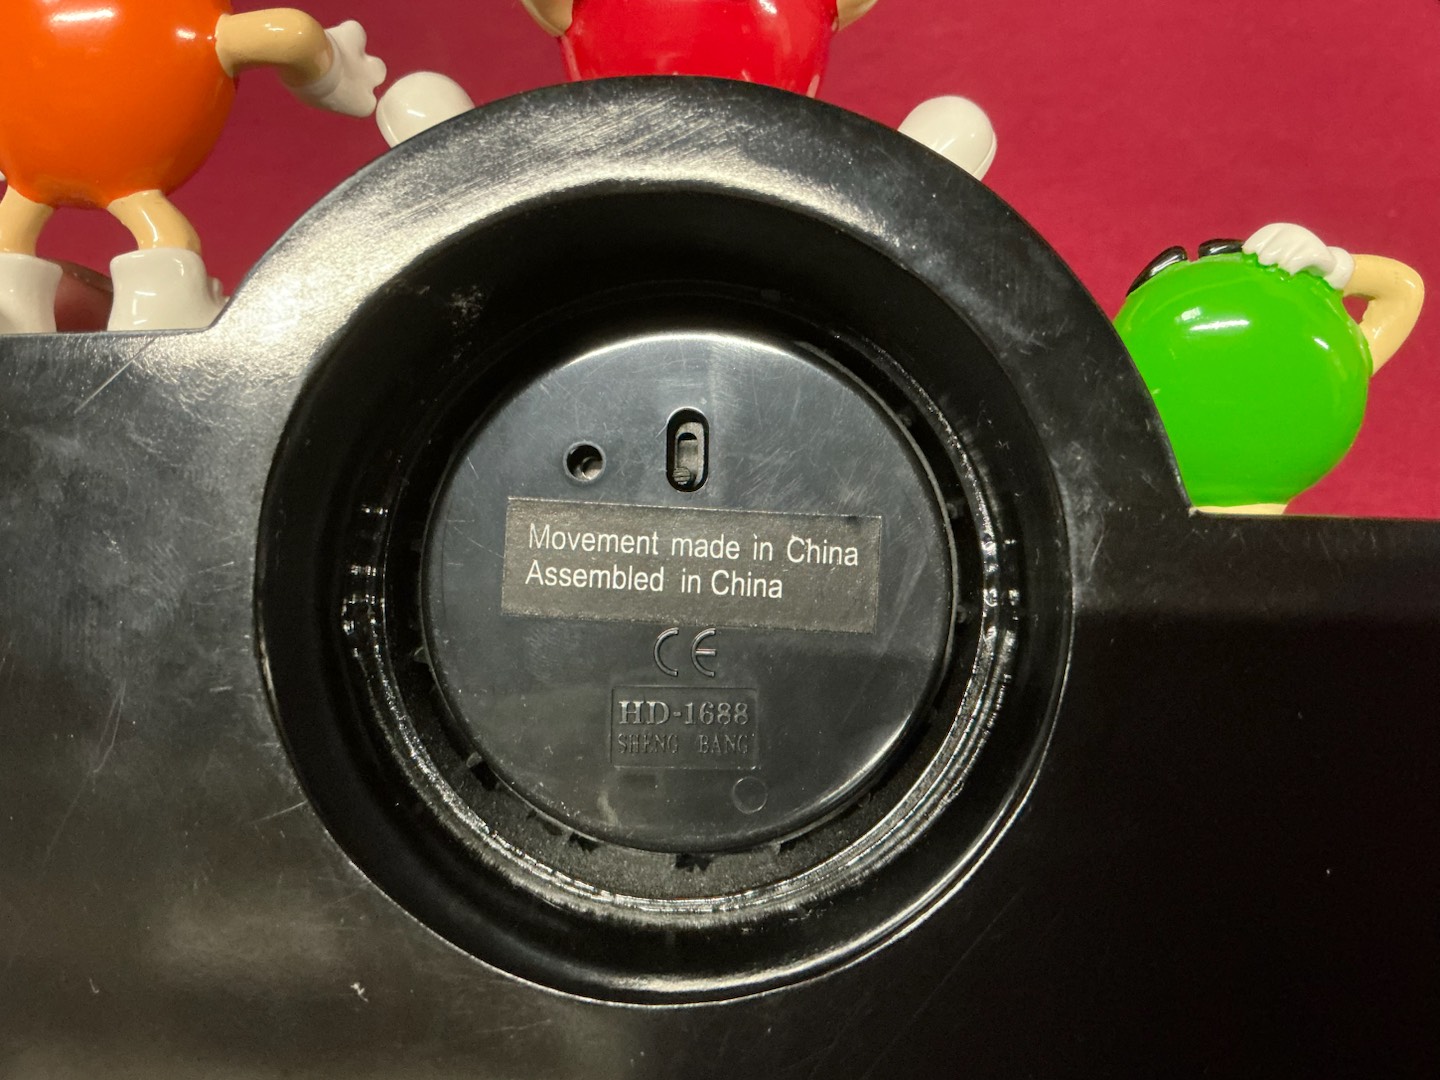 Movement made in China
Assembled in China
CE
HD-1688
SHENG BANG